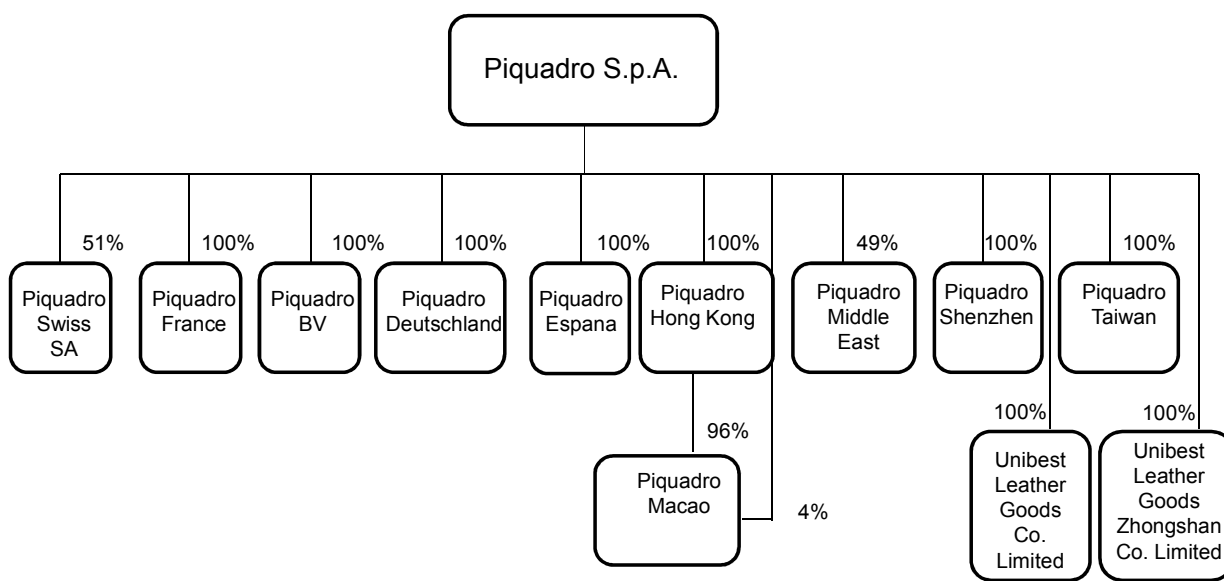 Piquadro S.p.A.
51%
100%
100%
100%
100%
100%
49%
100%
100%
Piquadro
Swiss
SA
Piquadro
France
Piquadro
BV
Piquadro
Deutschland
Piquadro
Espana
Piquadro
Hong Kong
Piquadro
Middle
East
Piquadro
Shenzhen
Piquadro
Taiwan
96%
4%
100%
100%
Piquadro
Macao
Unibest
Leather
Goods
Co.
Limited
Unibest
Leather
Goods
Zhongshan
Co. Limited